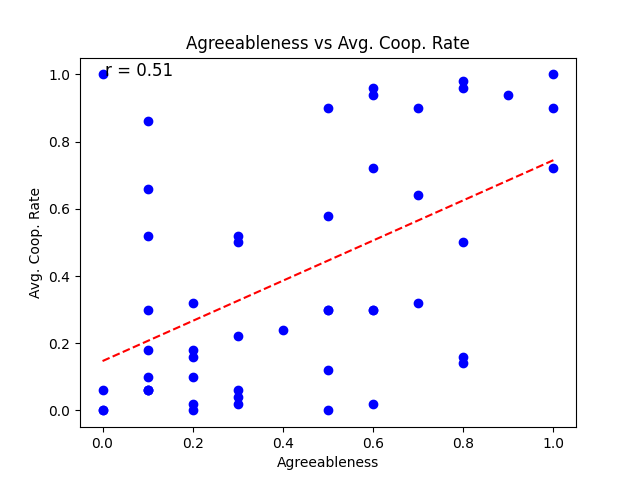 Agreeableness vs Avg. Coop. Rate
r = 0.51
1.0
0.8
0.6
0.4
0.2
0.0
Avg. Coop. Rate
0.0 0.2 0.4 0.6 0.8 1.0
Agreeableness